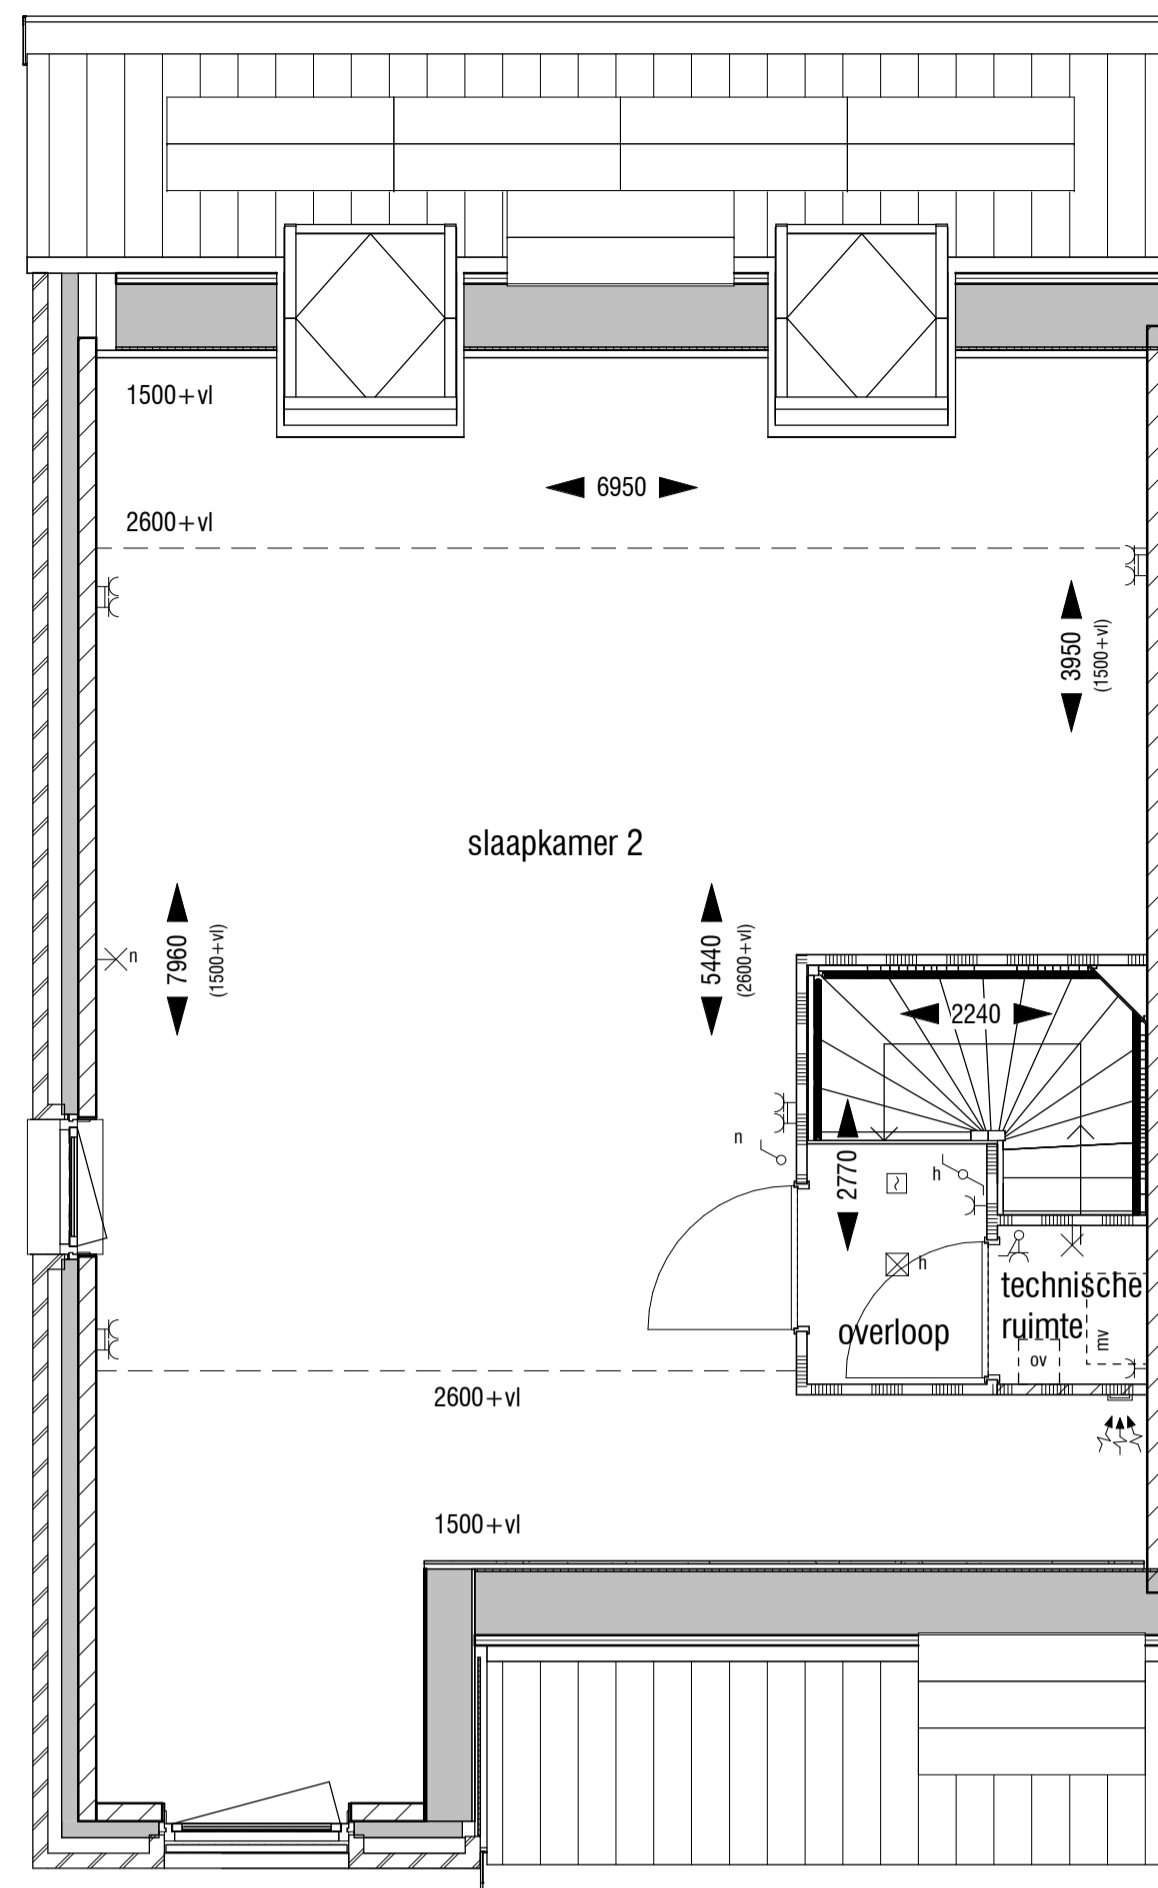 1500+vl
6950
2600+vl
3950
(1500+vl)
slaapkamer 2
n
7960
(1500+vl)
5440
(2600+vl)
2240
n
2770
h
h
technische
ruimte
overloop
mv
ov
2600+vl
1500+vl